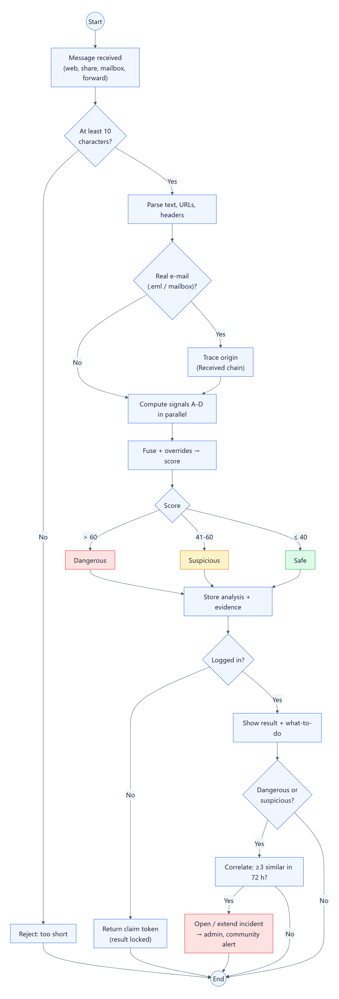 Start
Message received
(web, share, mailbox,
forward)
At least 10
characters?
Yes
Parse text, URLs,
headers
Real e-mail
(.eml / mailbox)?
Yes
No
Trace origin
(Received chain)
Compute signals A-D
in parallel
Fuse + overrides →
score
Score
No
> 60
41-60
≤ 40
Dangerous
Suspicious
Safe
Store analysis +
evidence
Logged in?
Yes
Show result + what-to-
do
No
Dangerous or
suspicious?
Yes
Correlate: ≥3 similar in
72 h?
Yes
No
Open / extend incident
→ admin, community
alert
No
Reject: too short
Return claim token
(result locked)
End